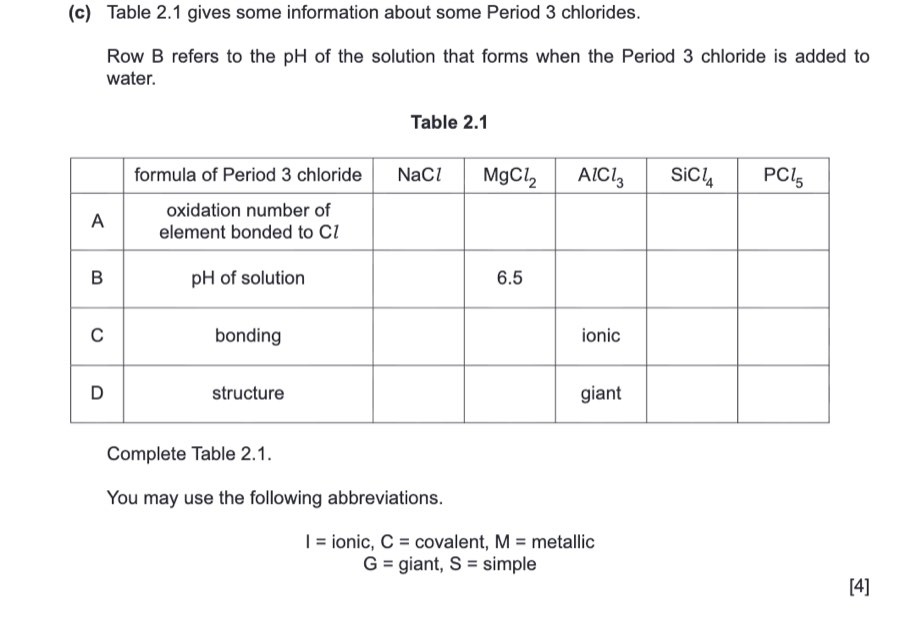 (c) Table 2.1 gives some information about some Period 3 chlorides.
Row B refers to the pH of the solution that forms when the Period 3 chloride is added to
water.
Table 2.1
formula of Period 3 chloride NaCl MgCl₂ AlCl₃ SiCl₄ PCl₅
A oxidation number of
element bonded to Cl
B pH of solution 6.5
C bonding ionic
D structure giant
Complete Table 2.1.
You may use the following abbreviations.
I = ionic, C = covalent, M = metallic
G = giant, S = simple
[4]